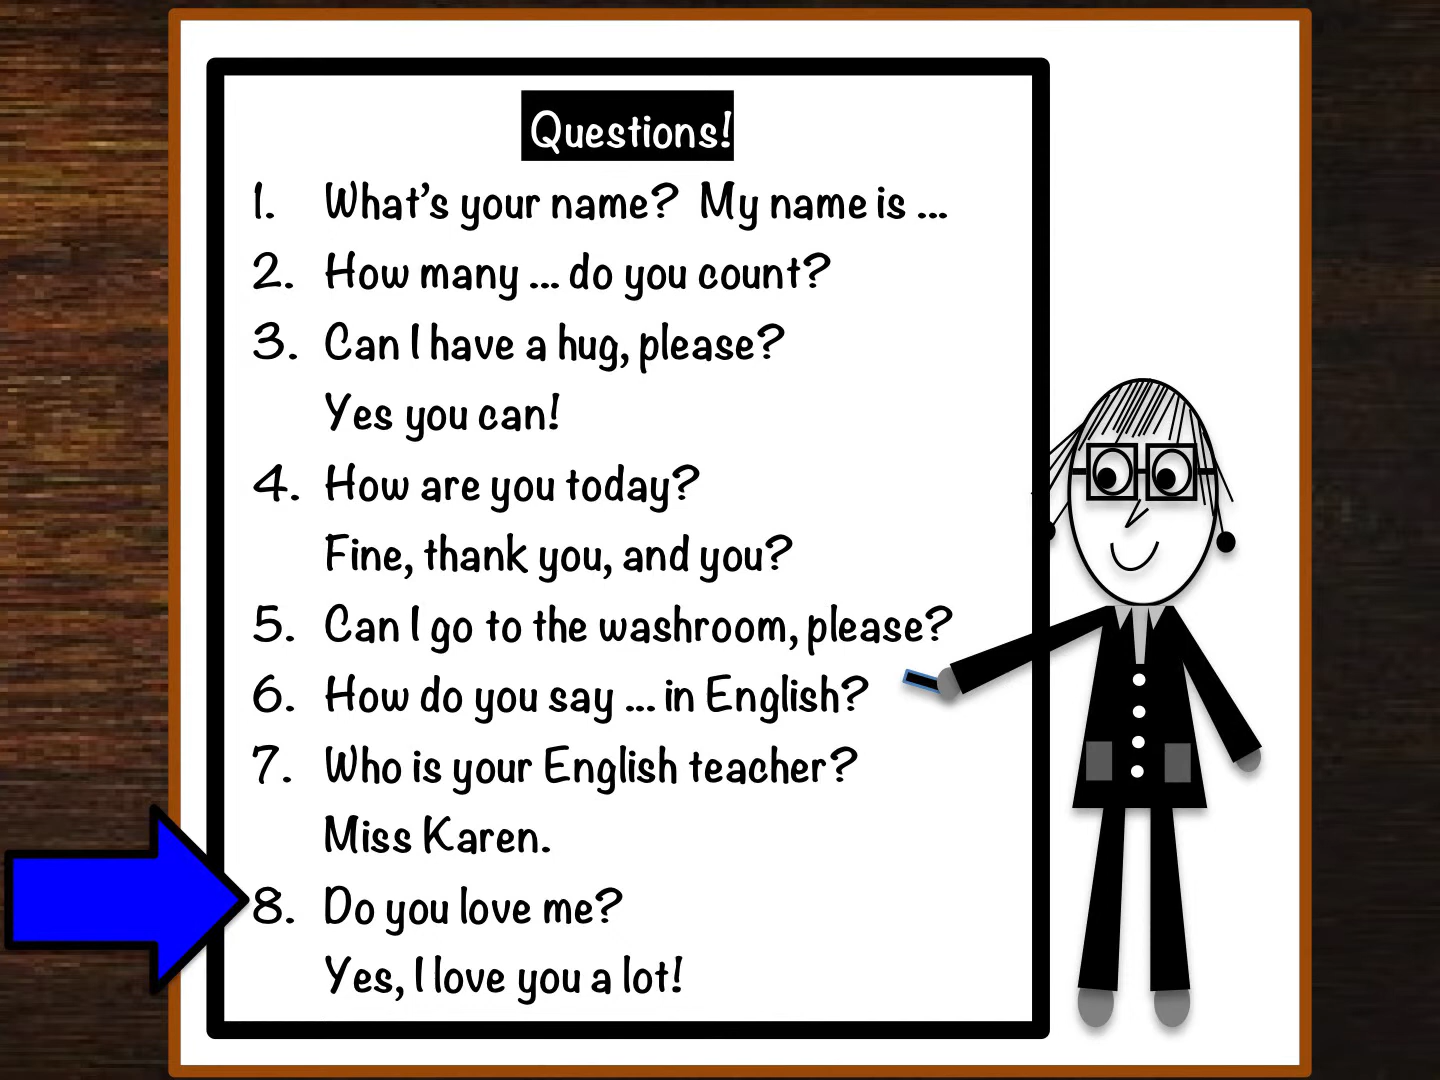 Questions!
1. What's your name? My name is ...
2. How many ... do you count?
3. Can I have a hug, please?
Yes you can!
4. How are you today?
Fine, thank you, and you?
5. Can I go to the washroom, please?
6. How do you say ... in English?
7. Who is your English teacher?
Miss Karen.
8. Do you love me?
Yes, I love you a lot!